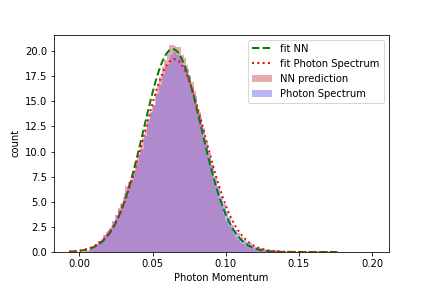 fit NN
fit Photon Spectrum
NN prediction
Photon Spectrum
20.0
17.5
15.0
12.5
10.0
7.5
5.0
2.5
0.0
count
0.00 0.05 0.10 0.15 0.20
Photon Momentum